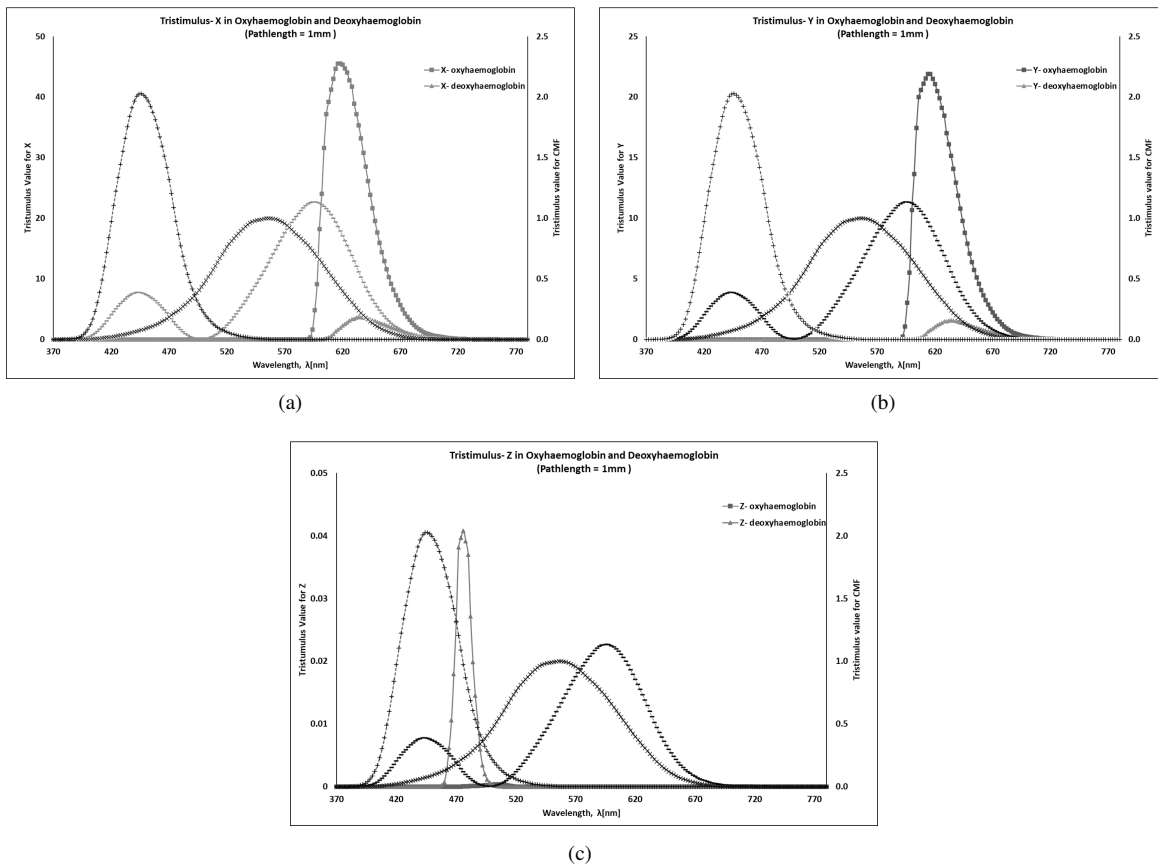 Tristimulus- X in Oxyhaemoglobin and Deoxyhaemoglobin
(Pathlength = 1mm )
50
40
30
20
10
0
2.5
2.0
1.5
1.0
0.5
0.0
370 420 470 520 570 620 670 720 770
Tristumulus Value for X
Tristimulus value for CMF
Wavelength, λ[nm]
X- oxyhaemoglobin
X- deoxyhaemoglobin
(a)
Tristimulus- Y in Oxyhaemoglobin and Deoxyhaemoglobin
(Pathlength = 1mm )
25
20
15
10
5
0
2.5
2.0
1.5
1.0
0.5
0.0
370 420 470 520 570 620 670 720 770
Tristumulus Value for Y
Tristimulus value for CMF
Wavelength, λ[nm]
Y- oxyhaemoglobin
Y- deoxyhaemoglobin
(b)
Tristimulus- Z in Oxyhaemoglobin and Deoxyhaemoglobin
(Pathlength = 1mm )
0.05
0.04
0.03
0.02
0.01
0
2.5
2.0
1.5
1.0
0.5
0.0
370 420 470 520 570 620 670 720 770
Tristumulus Value for Z
Tristimulus value for CMF
Wavelength, λ[nm]
Z- oxyhaemoglobin
Z- deoxyhaemoglobin
(c)